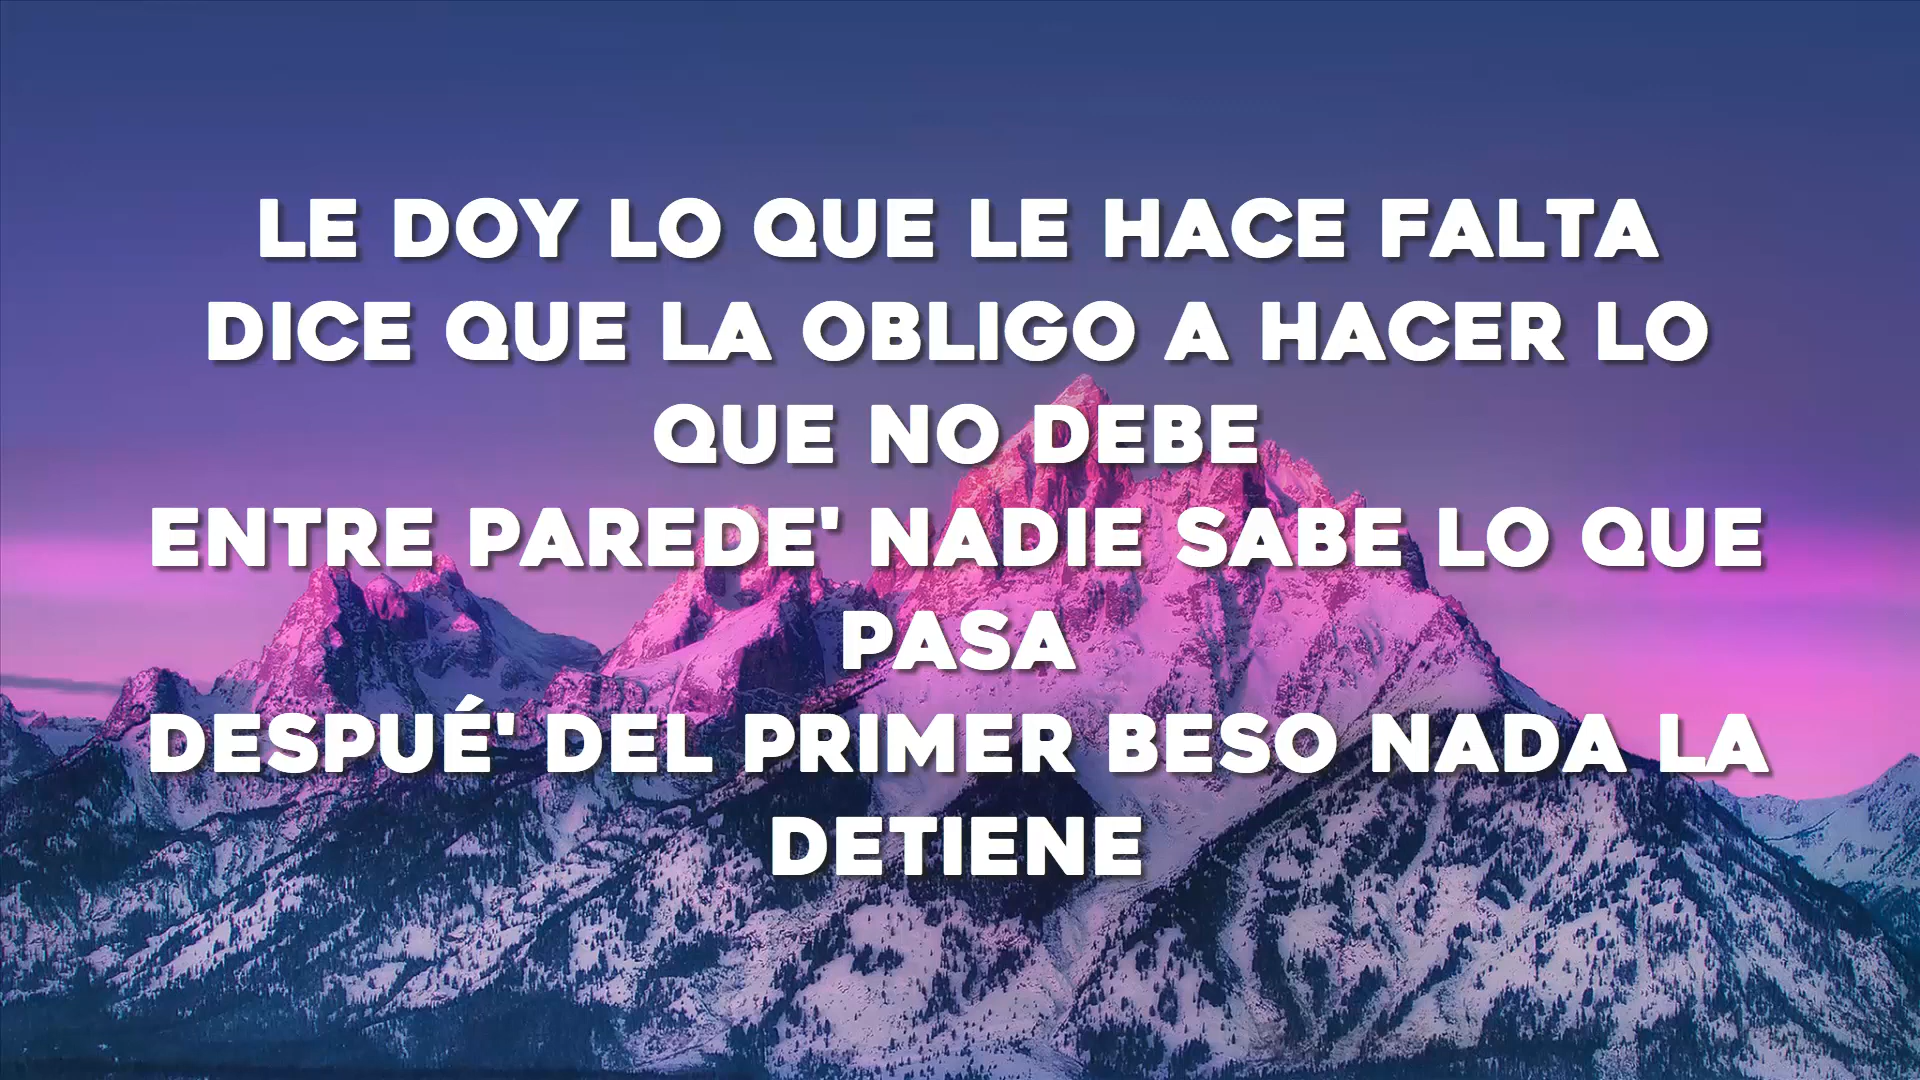 LE DOY LO QUE LE HACE FALTA
DICE QUE LA OBLIGO A HACER LO
QUE NO DEBE
ENTRE PAREDE' NADIE SABE LO QUE
PASA
DESPUÉ' DEL PRIMER BESO NADA LA
DETIENE